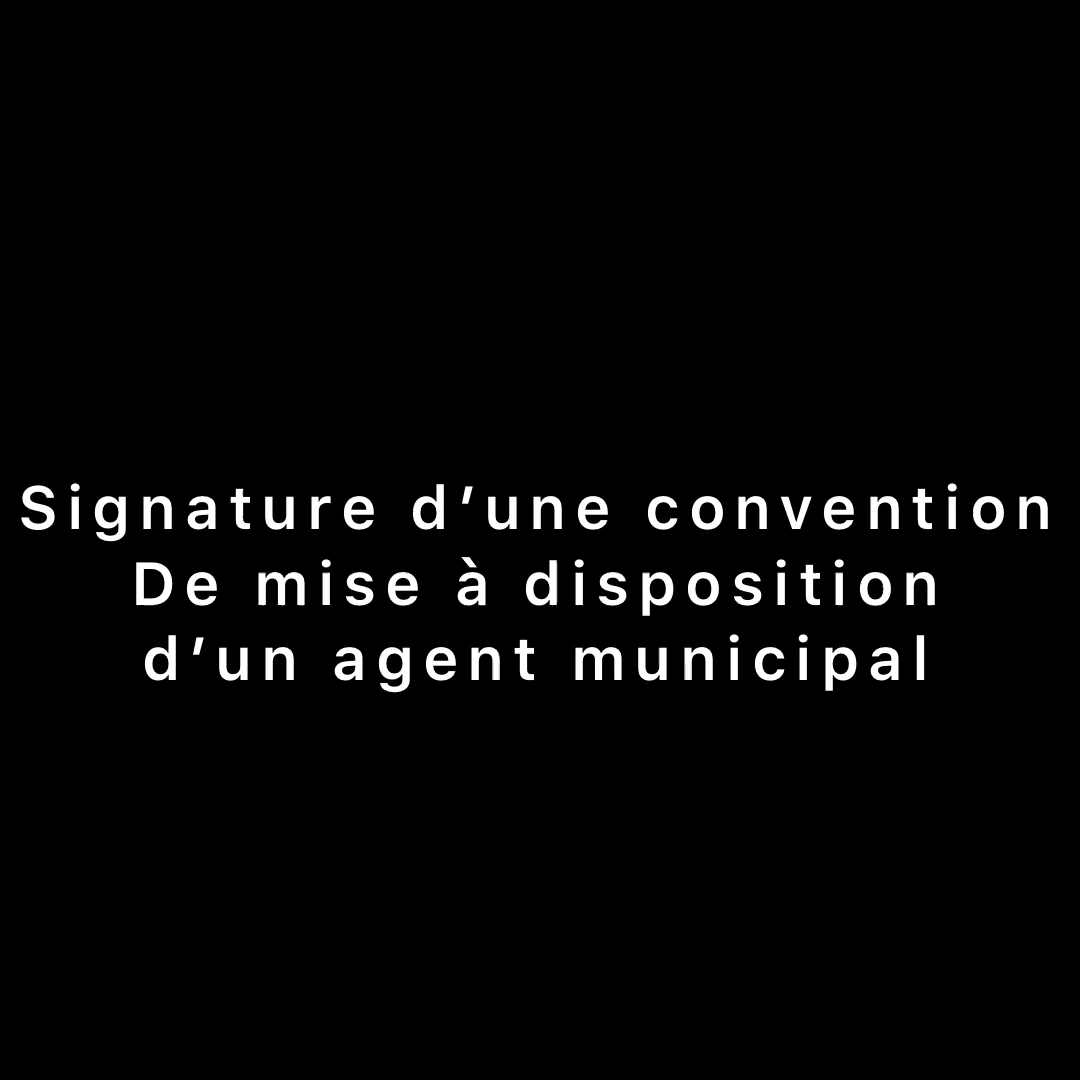 Signature d’une convention
De mise à disposition
d’un agent municipal